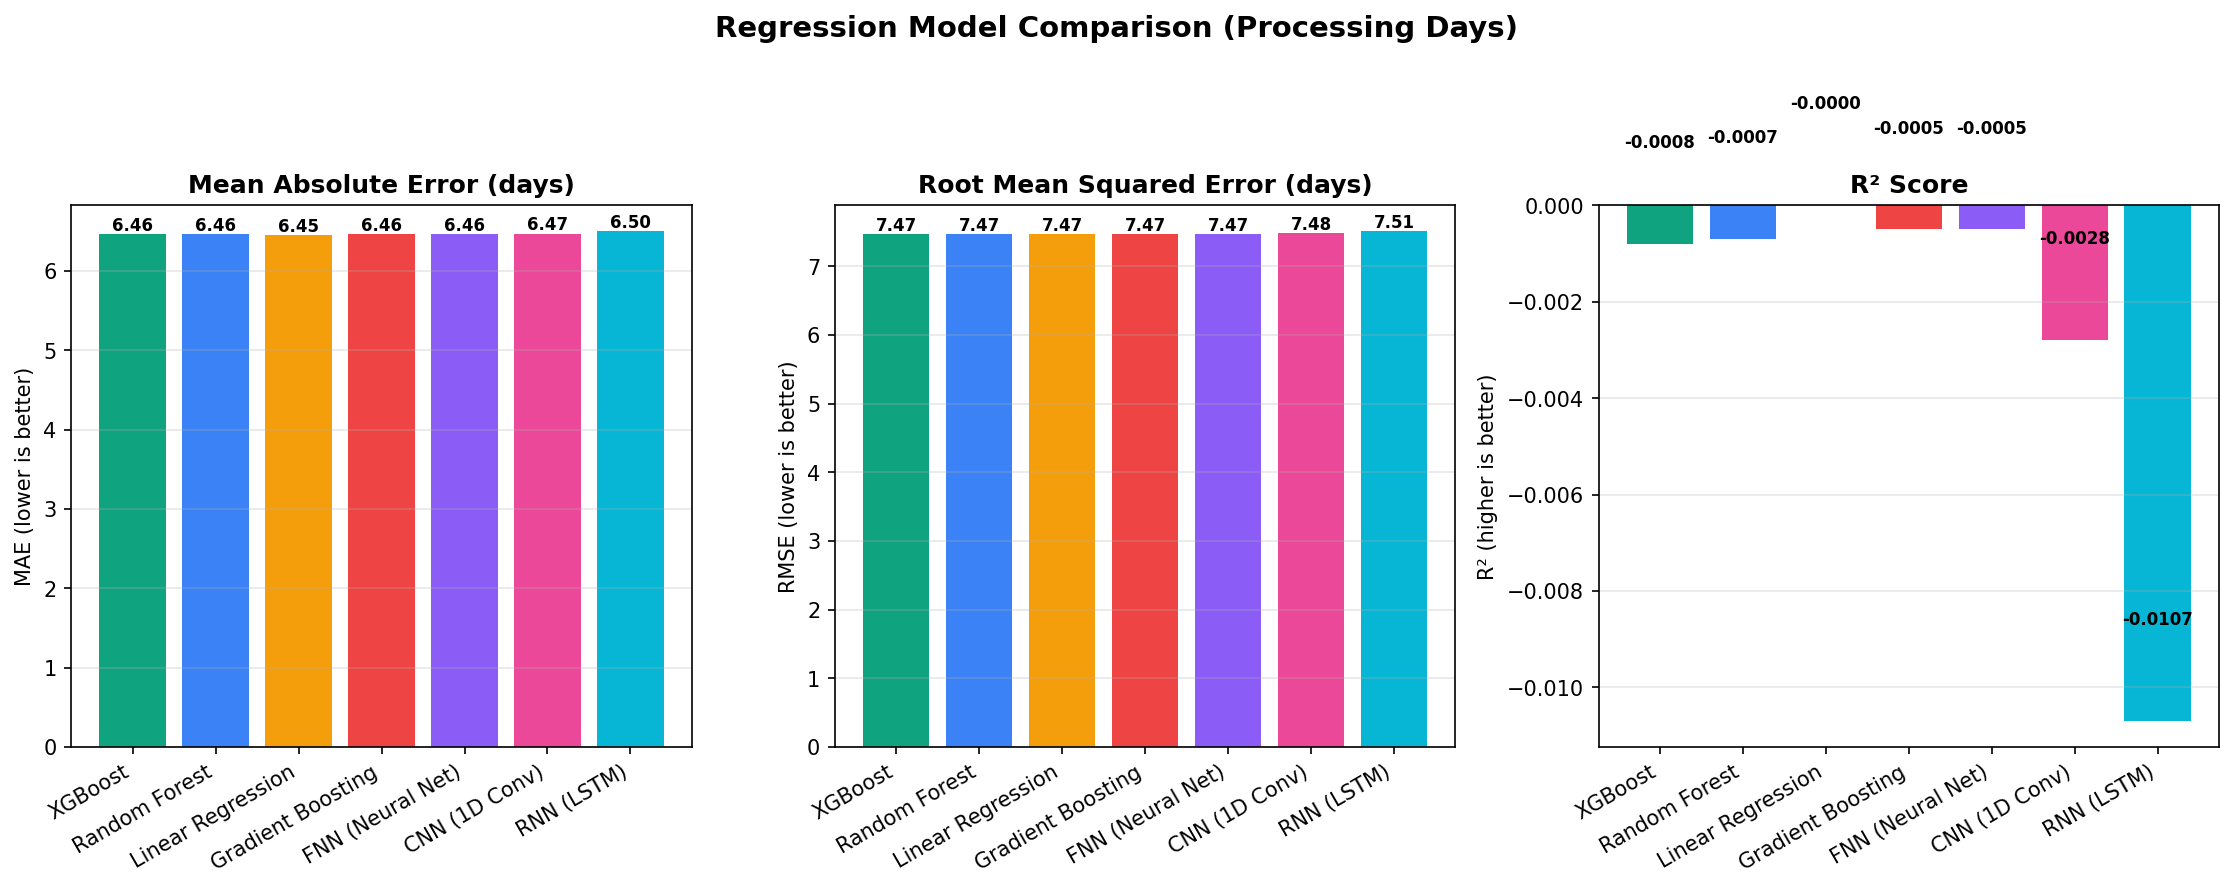 Regression Model Comparison (Processing Days)
Mean Absolute Error (days)
MAE (lower is better)
6
5
4
3
2
1
0
6.46
6.46
6.45
6.46
6.46
6.47
6.50
XGBoost
Random Forest
Linear Regression
Gradient Boosting
FNN (Neural Net)
CNN (1D Conv)
RNN (LSTM)
Root Mean Squared Error (days)
RMSE (lower is better)
7
6
5
4
3
2
1
0
7.47
7.47
7.47
7.47
7.47
7.48
7.51
XGBoost
Random Forest
Linear Regression
Gradient Boosting
FNN (Neural Net)
CNN (1D Conv)
RNN (LSTM)
R² Score
R² (higher is better)
0.000
−0.002
−0.004
−0.006
−0.008
−0.010
-0.0008
-0.0007
-0.0000
-0.0005
-0.0005
-0.0028
-0.0107
XGBoost
Random Forest
Linear Regression
Gradient Boosting
FNN (Neural Net)
CNN (1D Conv)
RNN (LSTM)